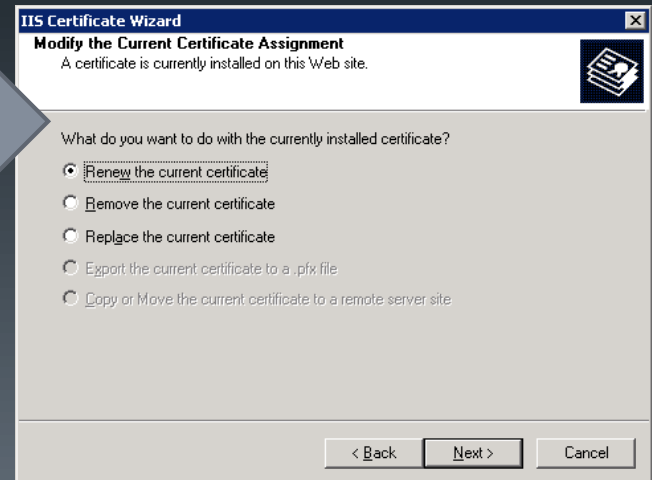 IIS Certificate Wizard
Modify the Current Certificate Assignment
A certificate is currently installed on this Web site.
What do you want to do with the currently installed certificate?
Renew the current certificate
Remove the current certificate
Replace the current certificate
Export the current certificate to a .pfx file
Copy or Move the current certificate to a remote server site
< Back
Next >
Cancel